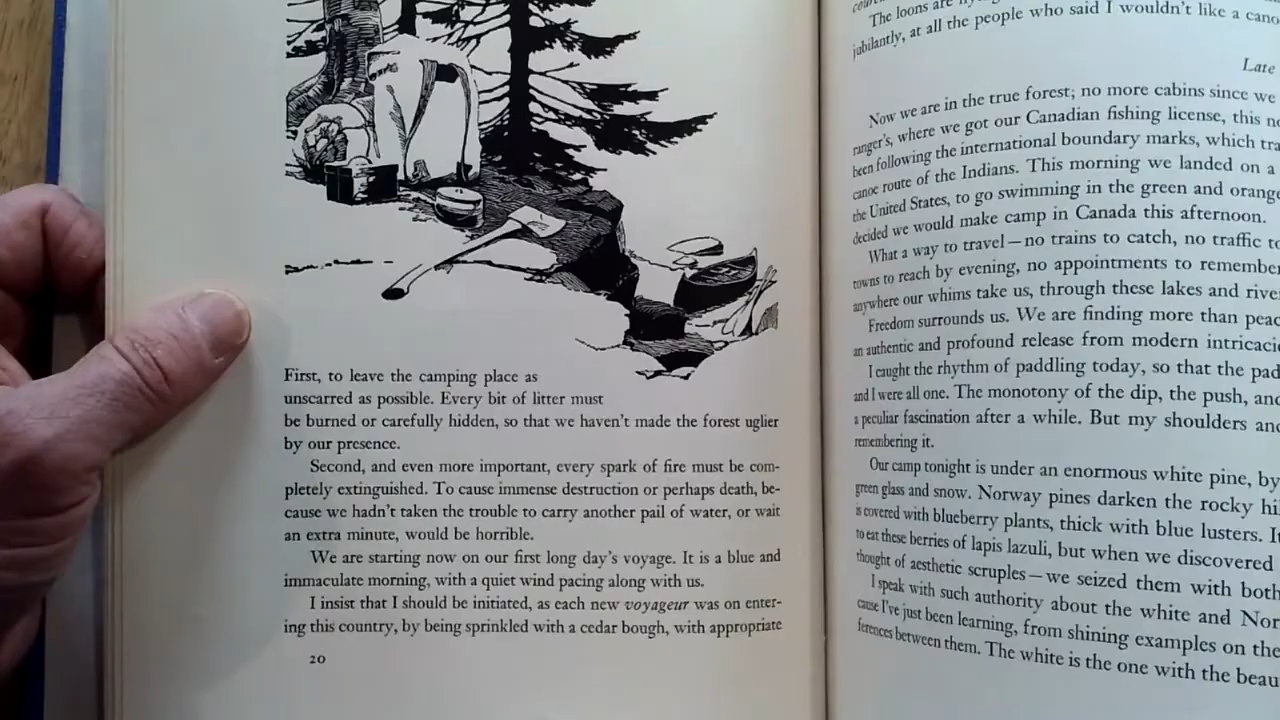 First, to leave the camping place as
unscarred as possible. Every bit of litter must
be burned or carefully hidden, so that we haven't made the forest uglier
by our presence.
Second, and even more important, every spark of fire must be com-
pletely extinguished. To cause immense destruction or perhaps death, be-
cause we hadn't taken the trouble to carry another pail of water, or wait
an extra minute, would be horrible.
We are starting now on our first long day's voyage. It is a blue and
immaculate morning, with a quiet wind pacing along with us.
I insist that I should be initiated, as each new voyageur was on enter-
ing this country, by being sprinkled with a cedar bough, with appropriate
20
The loons are
jubilantly, at all the people who said I wouldn't like a
Late
Now we are in the true forest; no more cabins since we
ranger's, where we got our Canadian fishing license, this
been following the international boundary marks, which
canoe route of the Indians. This morning we landed on a
the United States, to go swimming in the green and
decided we would make camp in Canada this afternoon.
What a way to travel—no trains to catch, no traffic
towns to reach by evening, no appointments to
anywhere our whims take us, through these lakes and
Freedom surrounds us. We are finding more than
an authentic and profound release from modern
I caught the rhythm of paddling today, so that the
and I were all one. The monotony of the dip, the push, and
a peculiar fascination after a while. But my shoulders
remembering it.
Our camp tonight is under an enormous white pine, by
green glass and snow. Norway pines darken the rocky
is covered with blueberry plants, thick with blue lusters.
to eat these berries of lapis lazuli, but when we discovered
thought of aesthetic scruples—we seized them with both
I speak with such authority about the white and
cause I've just been learning, from shining examples on the
ferences between them. The white is the one with the